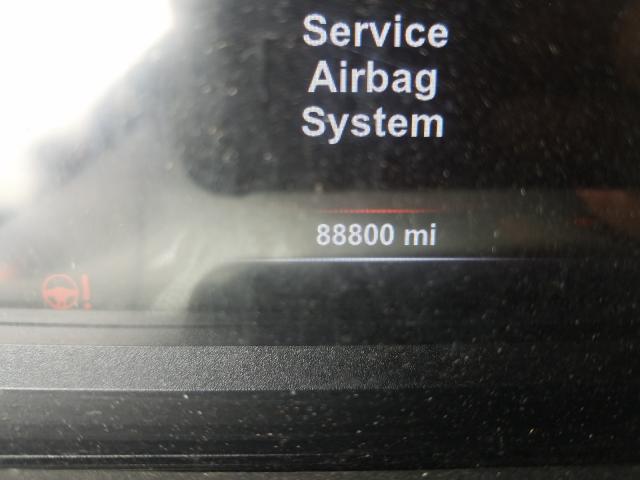 Service
Airbag
System
88800 mi